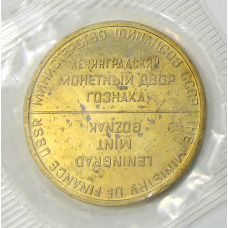 МИНИСТЕРСТВО ФИНАНСОВ СССР
ЛЕНИНГРАДСКИЙ
МОНЕТНЫЙ ДВОР
ГОЗНАКА
LENINGRAD
MINT
GOZNAK
THE MINISTRY OF FINANCE USSR